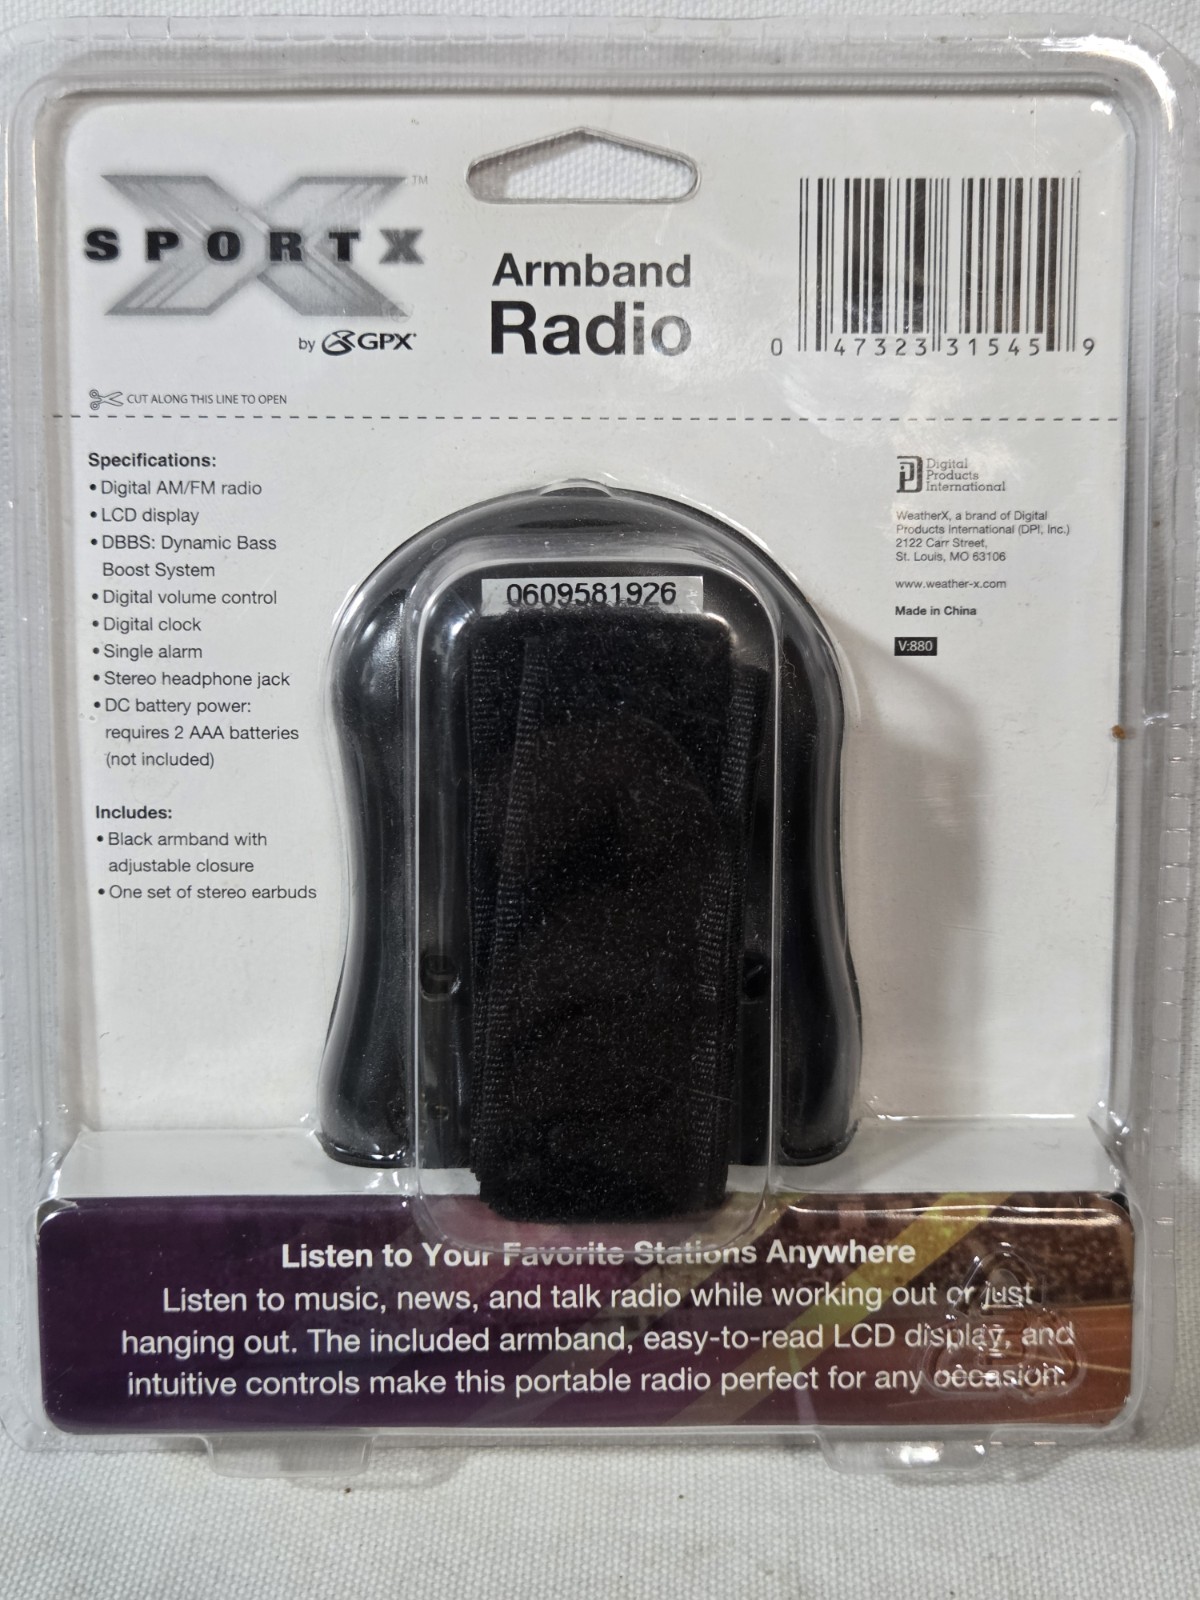 SPORTX™
by GPX®
Armband
Radio
0 47323 31545 9
CUT ALONG THIS LINE TO OPEN
Specifications:
• Digital AM/FM radio
• LCD display
• DBBS: Dynamic Bass
Boost System
• Digital volume control
• Digital clock
• Single alarm
• Stereo headphone jack
• DC battery power:
requires 2 AAA batteries
(not included)
Includes:
• Black armband with
adjustable closure
• One set of stereo earbuds
Digital
Products
International
WeatherX, a brand of Digital
Products International (DPI, Inc.)
2122 Carr Street,
St. Louis, MO 63106
www.weather-x.com
Made in China
V:880
0609581926
Listen to Your Favorite Stations Anywhere
Listen to music, news, and talk radio while working out or just
hanging out. The included armband, easy-to-read LCD display, and
intuitive controls make this portable radio perfect for any occasion.